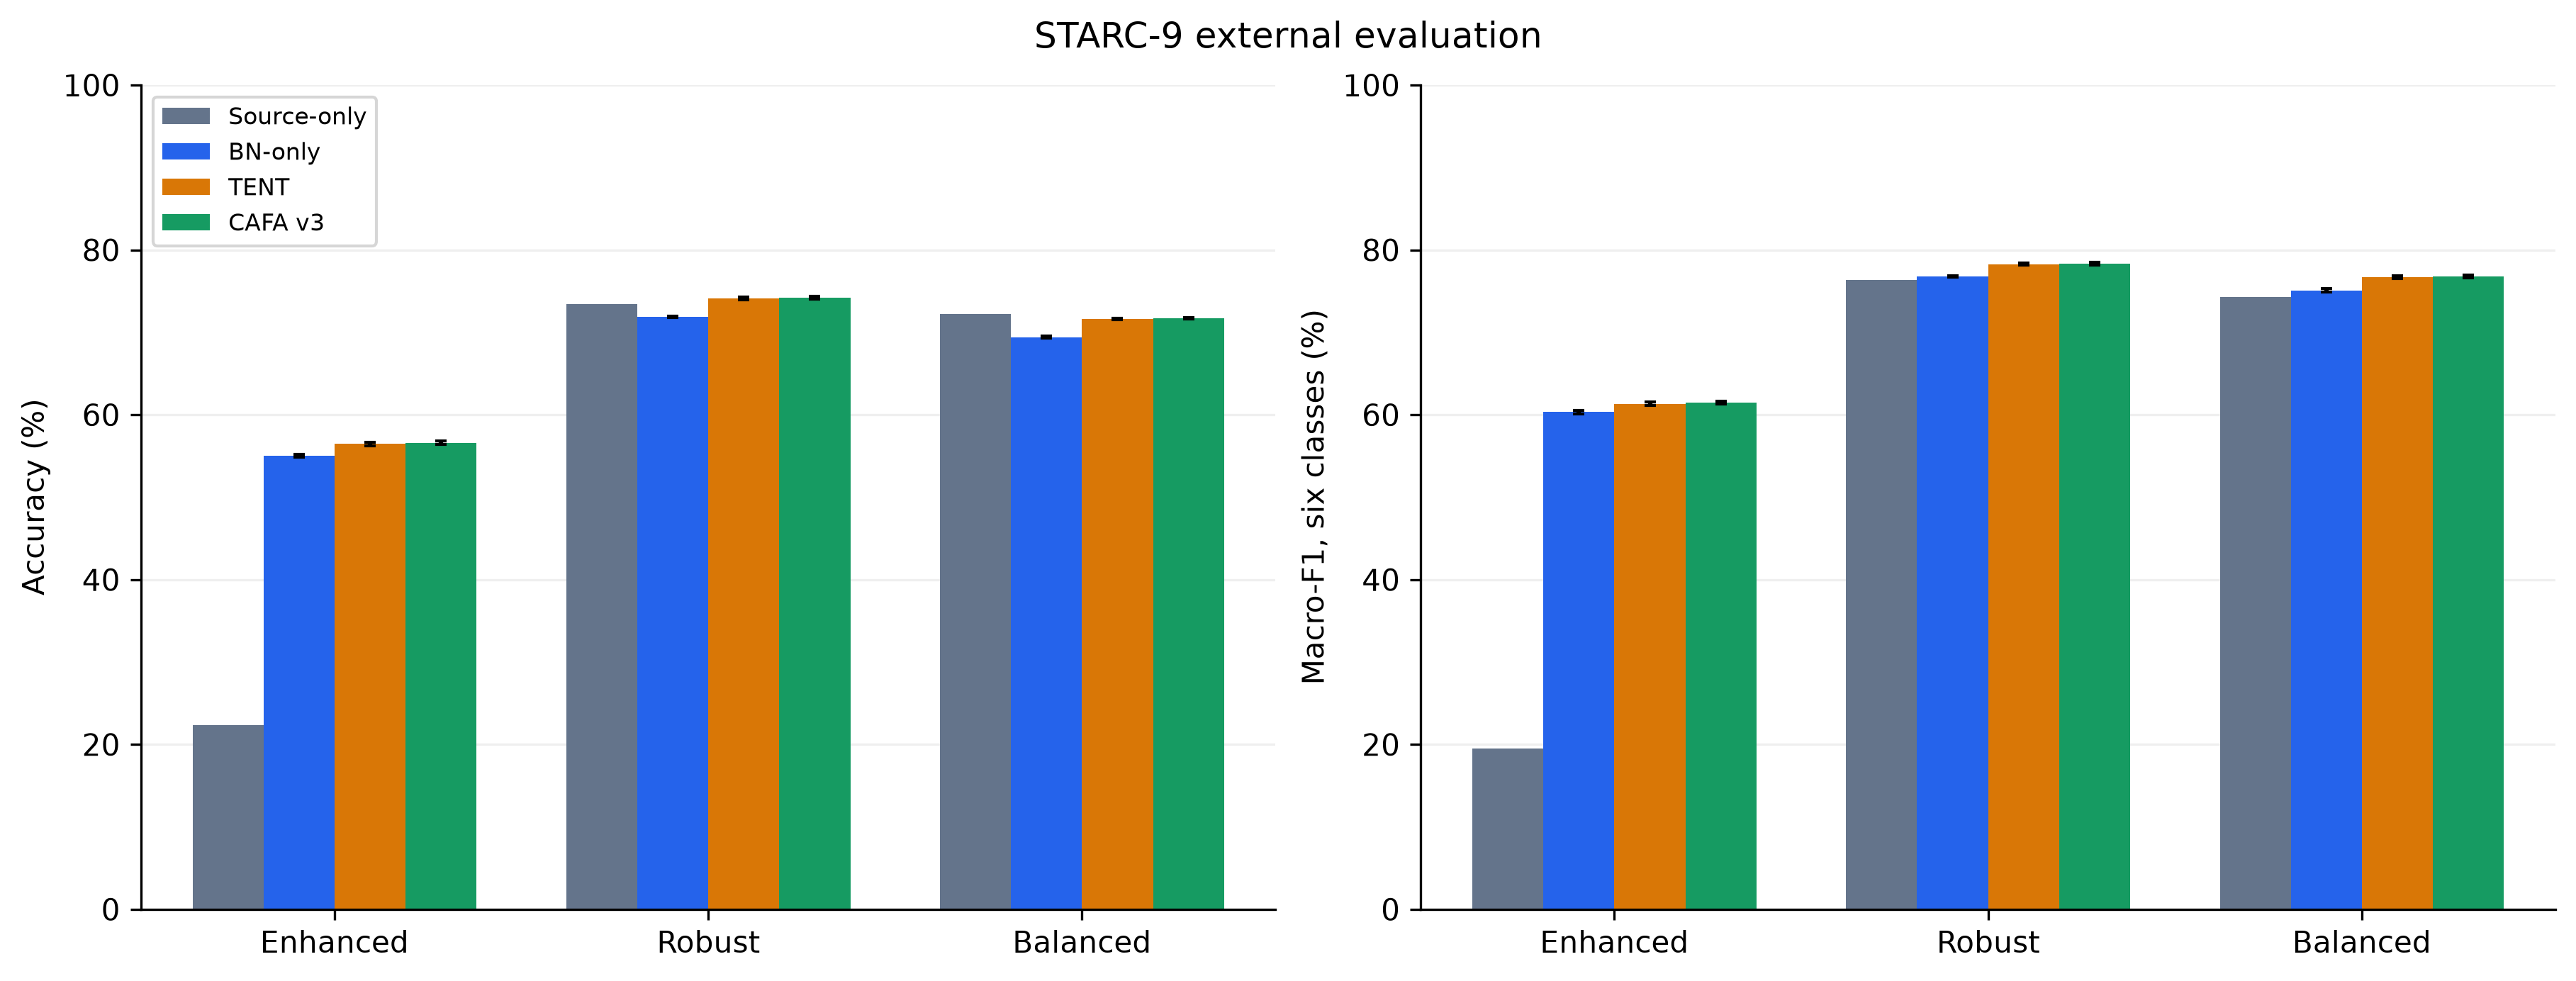 STARC-9 external evaluation
Accuracy (%)
100
80
60
40
20
0
Source-only
BN-only
TENT
CAFA v3
Enhanced
Robust
Balanced
Macro-F1, six classes (%)
100
80
60
40
20
0
Enhanced
Robust
Balanced